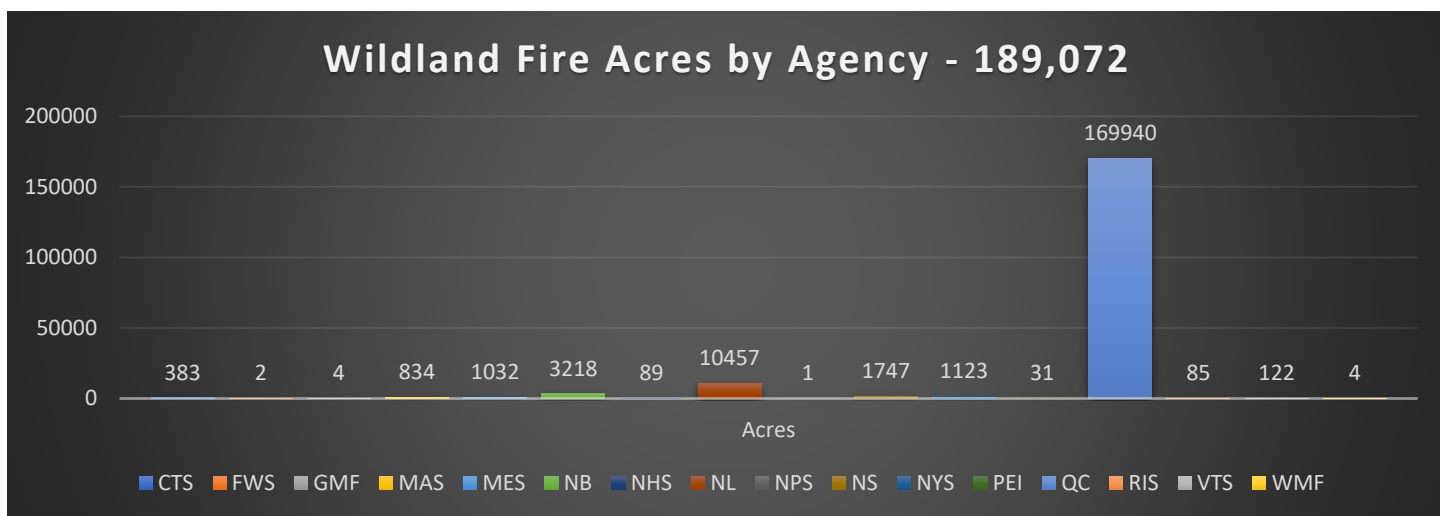 Wildland Fire Acres by Agency - 189,072
200000
150000
100000
50000
0
383 2 4 834 1032 3218 89 10457 1 1747 1123 31 169940 85 122 4
Acres
CTS FWS GMF MAS MES NB NHS NL NPS NS NYS PEI QC RIS VTS WMF